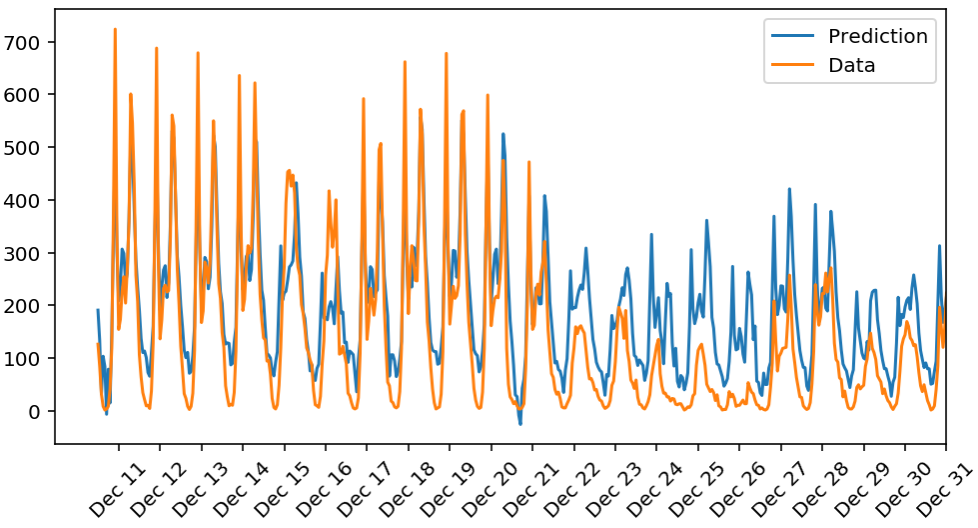 700
600
500
400
300
200
100
0
Prediction
Data
Dec 11
Dec 12
Dec 13
Dec 14
Dec 15
Dec 16
Dec 17
Dec 18
Dec 19
Dec 20
Dec 21
Dec 22
Dec 23
Dec 24
Dec 25
Dec 26
Dec 27
Dec 28
Dec 29
Dec 30
Dec 31